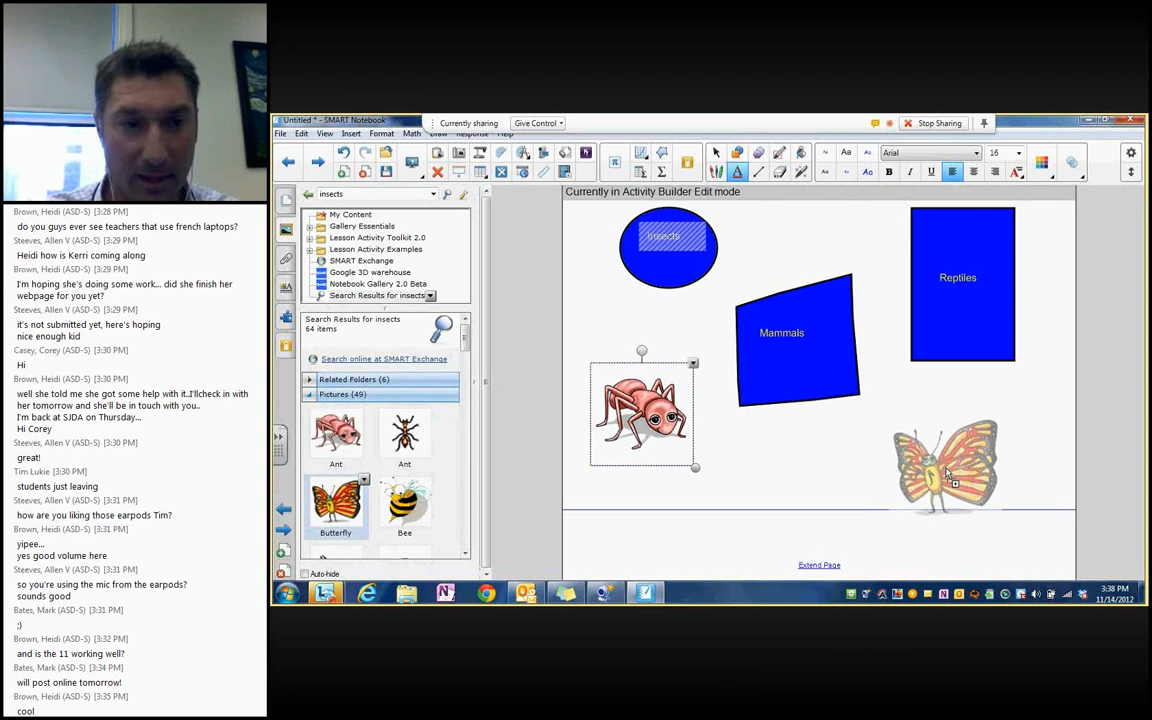 Brown, Heidi (ASD-S) [3:28 PM]
do you guys ever see teachers that use french laptops?
Steeves, Allen V (ASD-S) [3:29 PM]
Heidi how is Kerri coming along
Brown, Heidi (ASD-S) [3:29 PM]
I'm hoping she's doing some work... did she finish her
webpage for you yet?
Steeves, Allen V (ASD-S) [3:30 PM]
it's not submitted yet, here's hoping
nice enough kid
Casey, Corey (ASD-S) [3:30 PM]
Hi
Brown, Heidi (ASD-S) [3:30 PM]
well she told me she got some help with it..I'llcheck in with
her tomorrow and she'll be in touch with you..
I'm back at SJDA on Thursday...
Hi Corey
Steeves, Allen V (ASD-S) [3:30 PM]
great!
Tim Lukie [3:30 PM]
students just leaving
Steeves, Allen V (ASD-S) [3:31 PM]
how are you liking those earpods Tim?
Brown, Heidi (ASD-S) [3:31 PM]
yipee...
yes good volume here
Steeves, Allen V (ASD-S) [3:31 PM]
so you're using the mic from the earpods?
sounds good
Bates, Mark (ASD-S) [3:31 PM]
;)
Brown, Heidi (ASD-S) [3:32 PM]
and is the 11 working well?
Bates, Mark (ASD-S) [3:34 PM]
will post online tomorrow!
Brown, Heidi (ASD-S) [3:35 PM]
cool
Untitled * - SMART Notebook
Currently sharing
Give Control
Stop Sharing
File Edit View Insert Format Math Draw Response Help
Arial
16
B I U
insects
My Content
Gallery Essentials
Lesson Activity Toolkit 2.0
Lesson Activity Examples
SMART Exchange
Google 3D warehouse
Notebook Gallery 2.0 Beta
Search Results for insects
Search Results for insects
64 items
Search online at SMART Exchange
Related Folders (6)
Pictures (49)
Ant
Ant
Butterfly
Bee
Auto-hide
Currently in Activity Builder Edit mode
Insects
Reptiles
Mammals
Extend Page
3:38 PM
11/14/2012